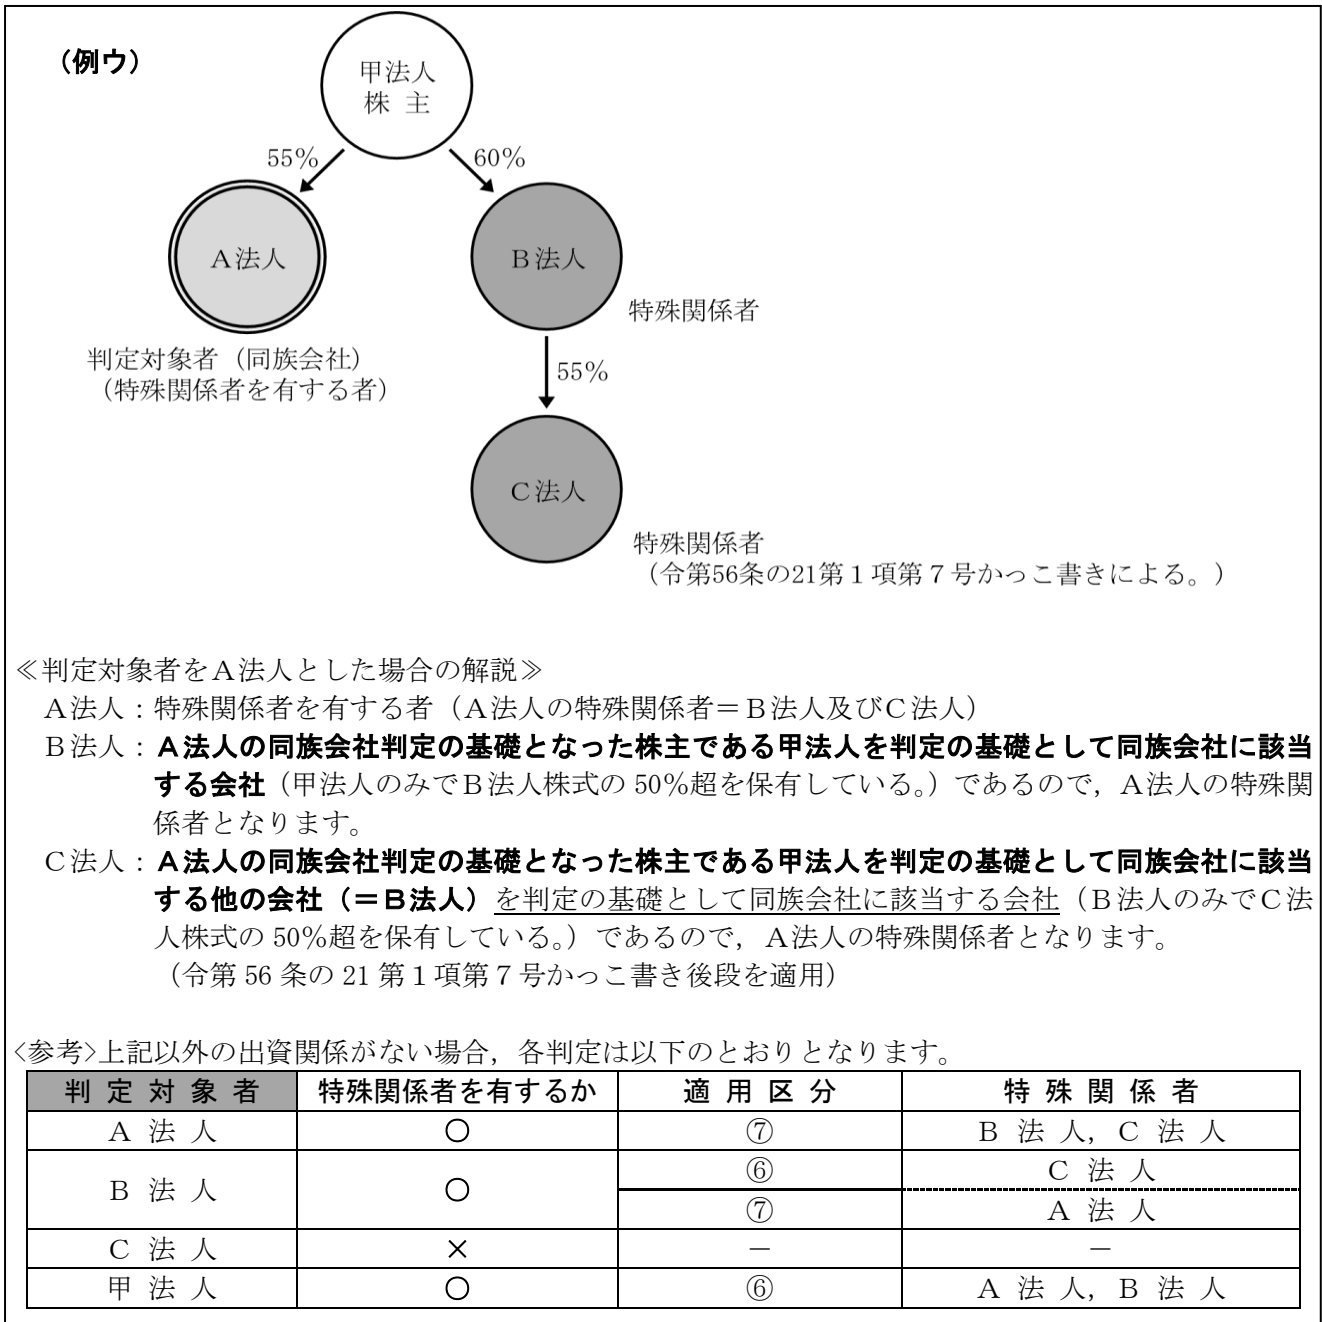 （例ウ）
甲法人
株 主
55％
60％
A法人
B法人
特殊関係者
判定対象者（同族会社）
（特殊関係者を有する者）
55％
C法人
特殊関係者
（令第56条の21第１項第７号かっこ書きによる。）
≪判定対象者をA法人とした場合の解説≫
A法人：特殊関係者を有する者（A法人の特殊関係者＝B法人及びC法人）
B法人：A法人の同族会社判定の基礎となった株主である甲法人を判定の基礎として同族会社に該当
する会社（甲法人のみでB法人株式の 50％超を保有している。）であるので，A法人の特殊関
係者となります。
C法人：A法人の同族会社判定の基礎となった株主である甲法人を判定の基礎として同族会社に該当
する他の会社（＝B法人）を判定の基礎として同族会社に該当する会社（B法人のみでC法
人株式の 50％超を保有している。）であるので，A法人の特殊関係者となります。
（令第 56 条の 21 第１項第７号かっこ書き後段を適用）
<参考>上記以外の出資関係がない場合，各判定は以下のとおりとなります。
判 定 対 象 者 特殊関係者を有するか 適 用 区 分 特 殊 関 係 者
A 法 人 ○ ⑦ B 法 人，C 法 人
B 法 人 ○ ⑥ C 法 人
⑦ A 法 人
C 法 人 × － －
甲 法 人 ○ ⑥ A 法 人，B 法 人